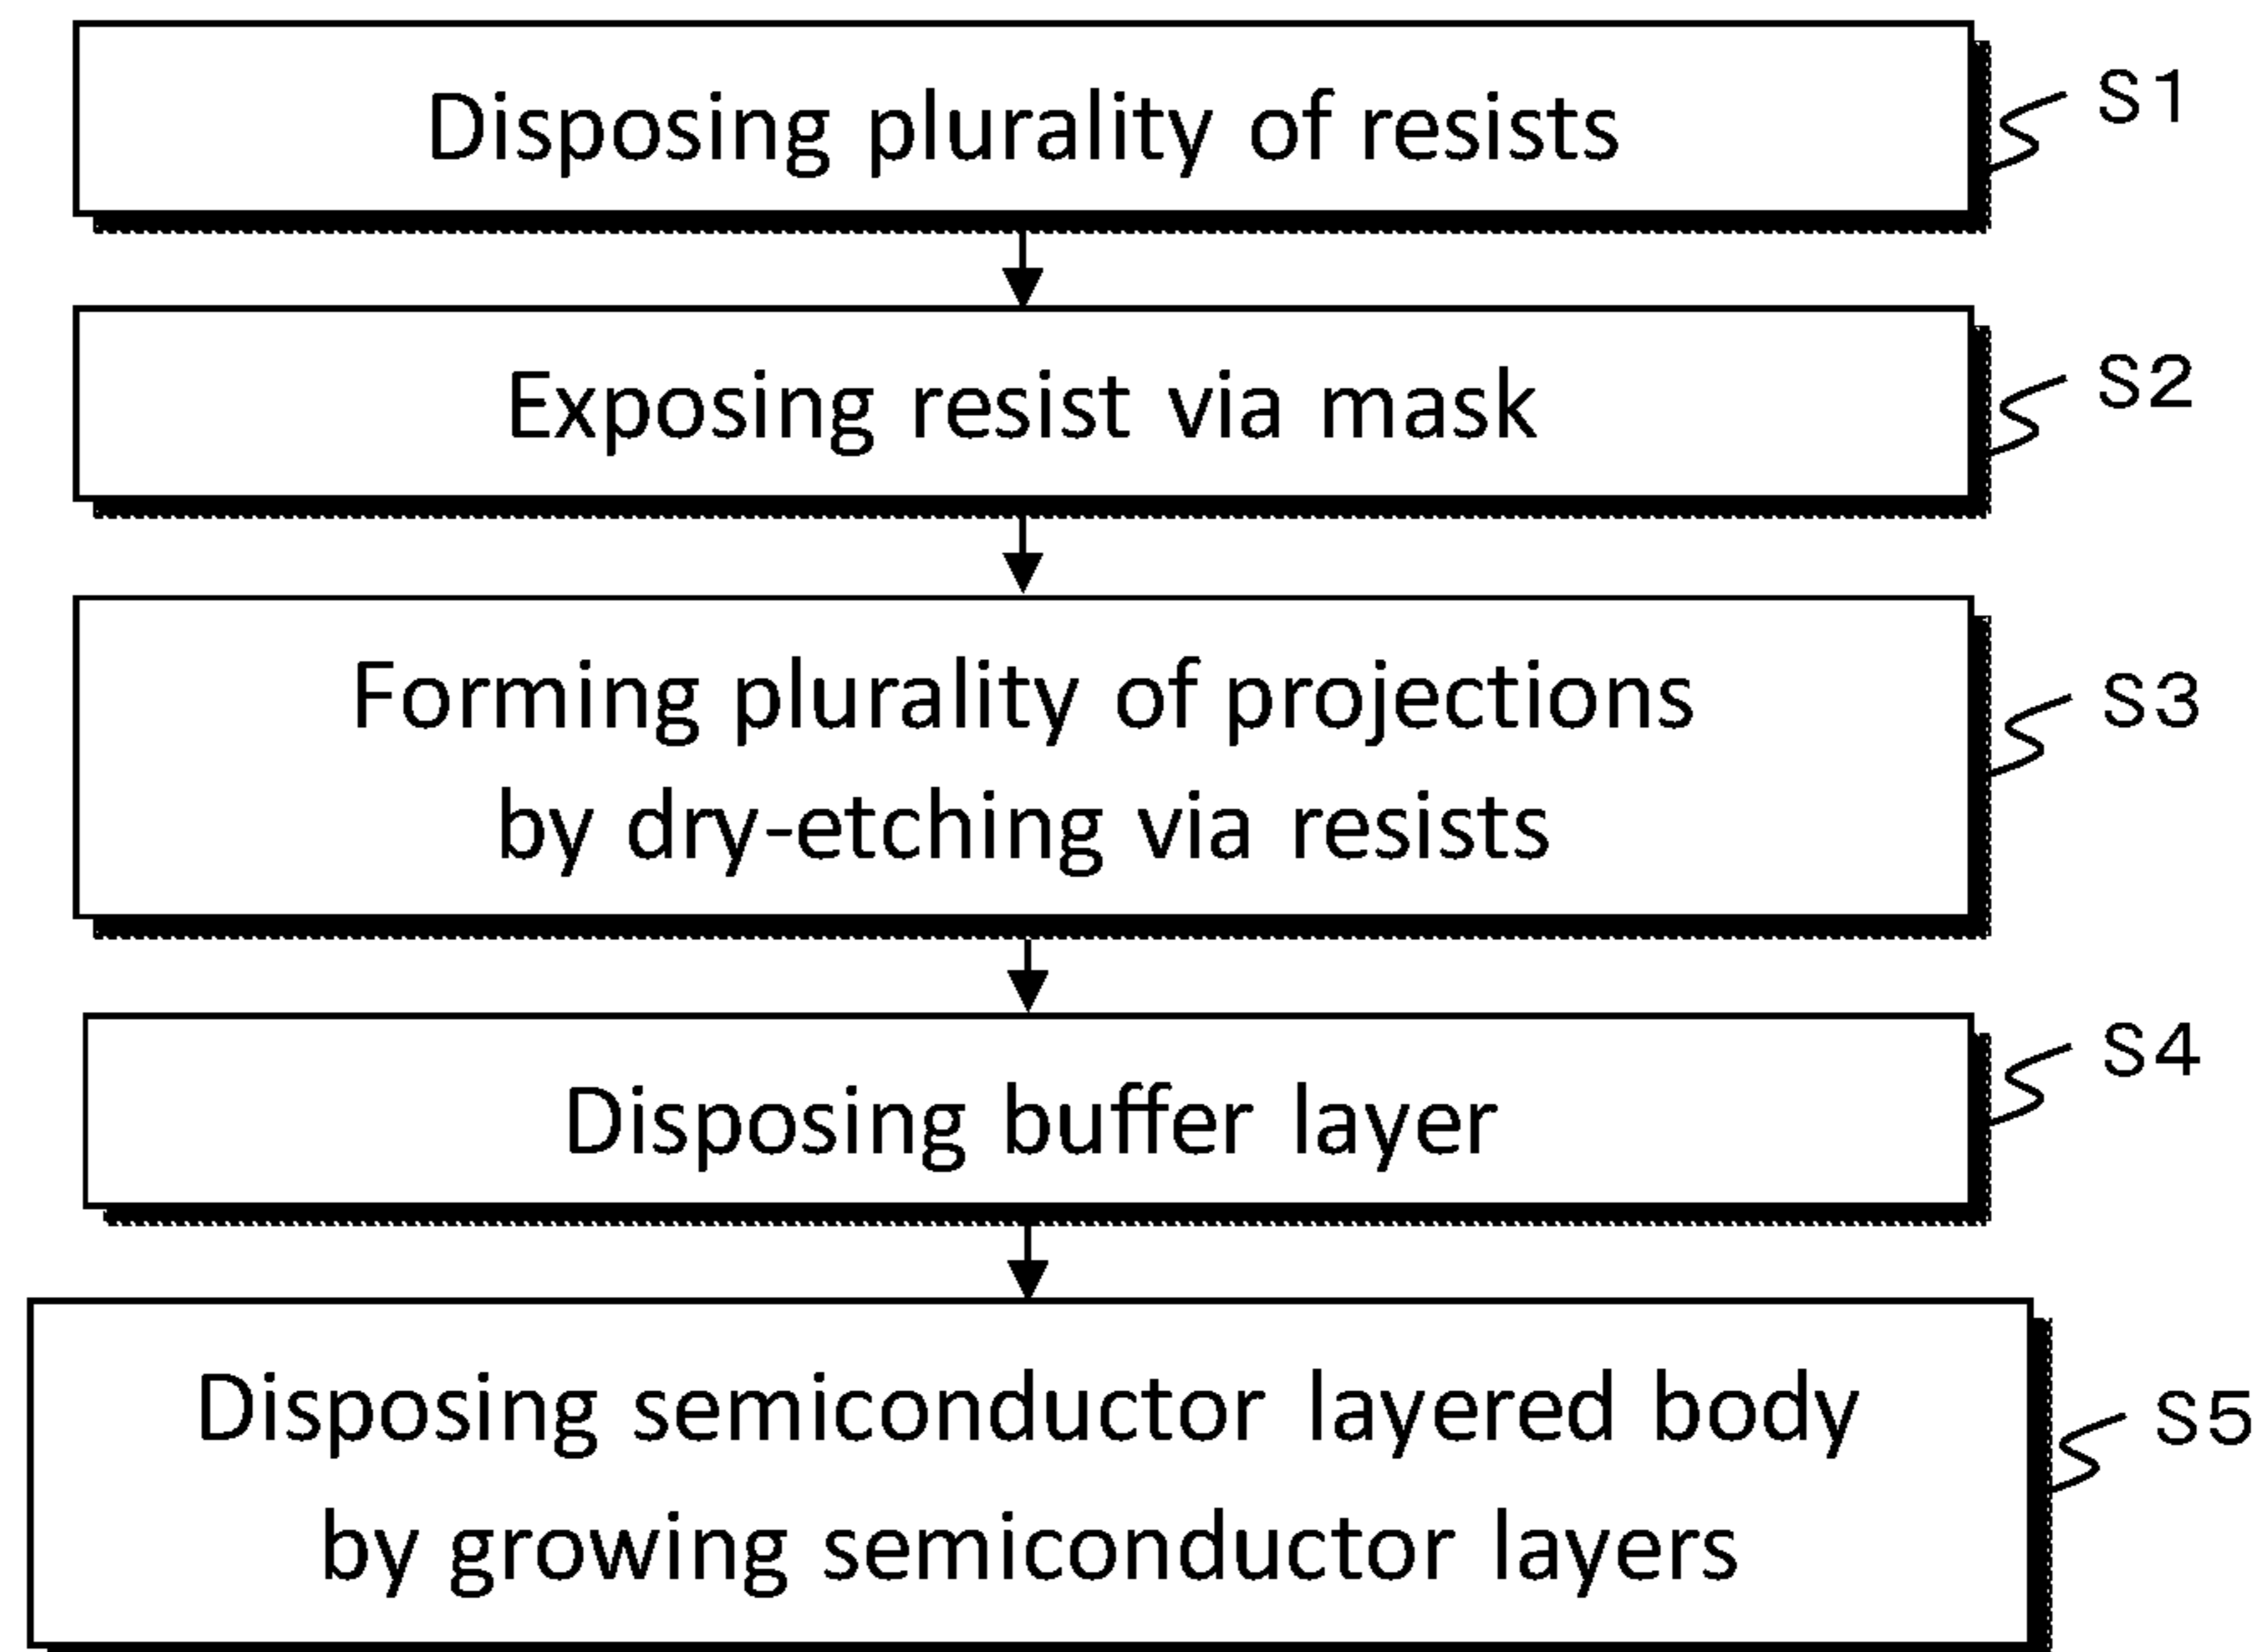 Disposing plurality of resists
S1
Exposing resist via mask
S2
Forming plurality of projections
by dry-etching via resists
S3
Disposing buffer layer
S4
Disposing semiconductor layered body
by growing semiconductor layers
S5